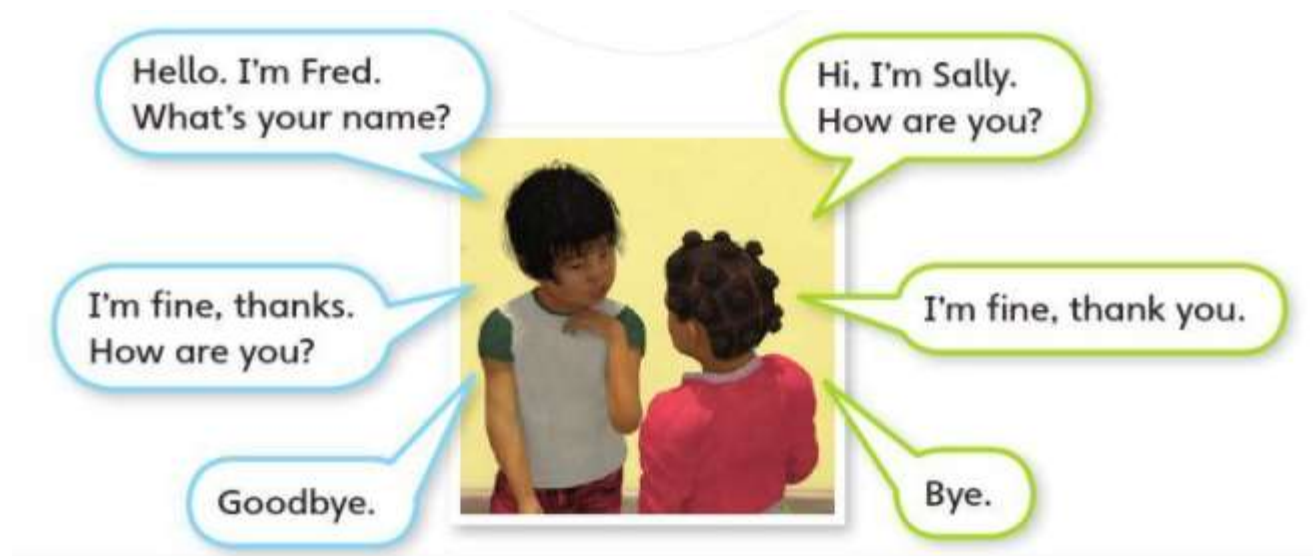 Hello. I'm Fred.
What's your name?
Hi, I'm Sally.
How are you?
I'm fine, thanks.
How are you?
I'm fine, thank you.
Goodbye.
Bye.